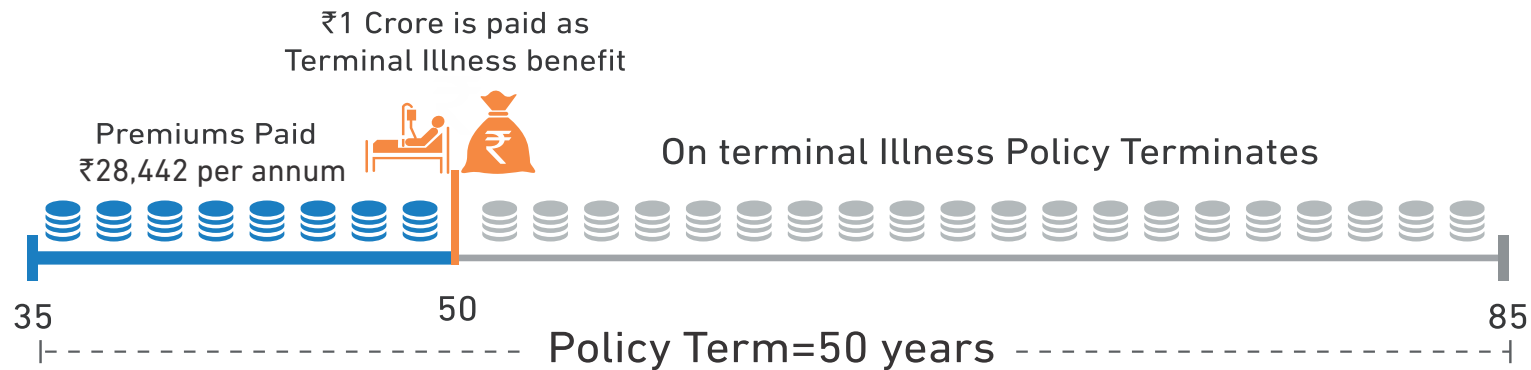 ₹1 Crore is paid as
Terminal Illness benefit
Premiums Paid
₹28,442 per annum
₹
On terminal Illness Policy Terminates
35
50
85
Policy Term=50 years